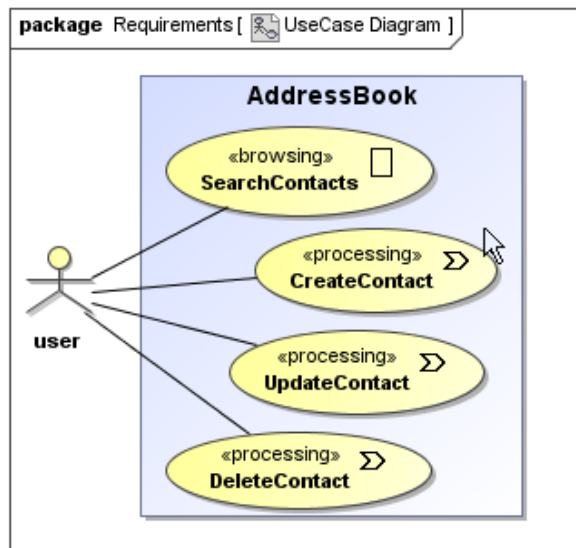 package Requirements [ UseCase Diagram ]
AddressBook
«browsing»
SearchContacts
«processing»
CreateContact
user
«processing»
UpdateContact
«processing»
DeleteContact